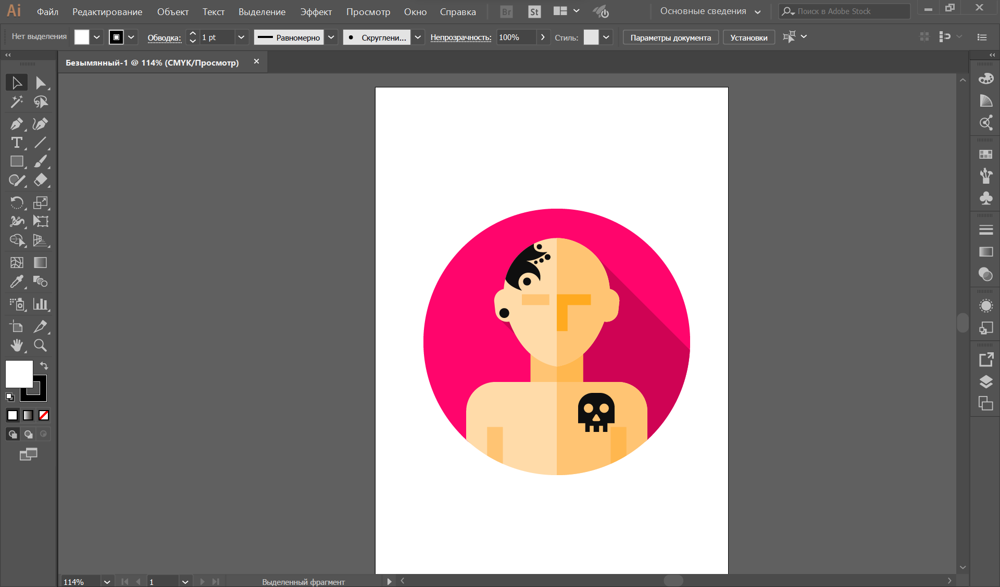 Ai Файл Редактирование Объект Текст Выделение Эффект Просмотр Окно Справка Br St Основные сведения Поиск в Adobe Stock
Нет выделения Обводка: 1 pt Равномерно Скруглени... Непрозрачность: 100% Стиль: Параметры документа Установки
Безымянный-1 @ 114% (CMYK/Просмотр)
114% 1 Выделенный фрагмент